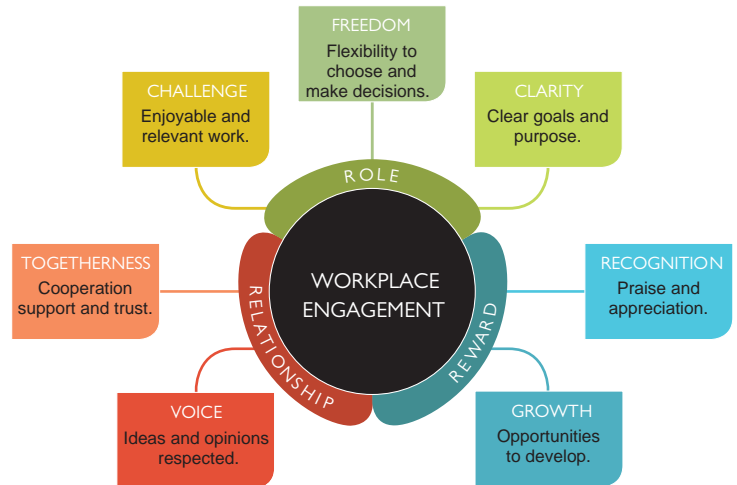 FREEDOM
Flexibility to
choose and
make decisions.
CHALLENGE
Enjoyable and
relevant work.
CLARITY
Clear goals and
purpose.
ROLE
TOGETHERNESS
Cooperation
support and trust.
RELATIONSHIP
WORKPLACE
ENGAGEMENT
REWARD
RECOGNITION
Praise and
appreciation.
VOICE
Ideas and opinions
respected.
GROWTH
Opportunities
to develop.